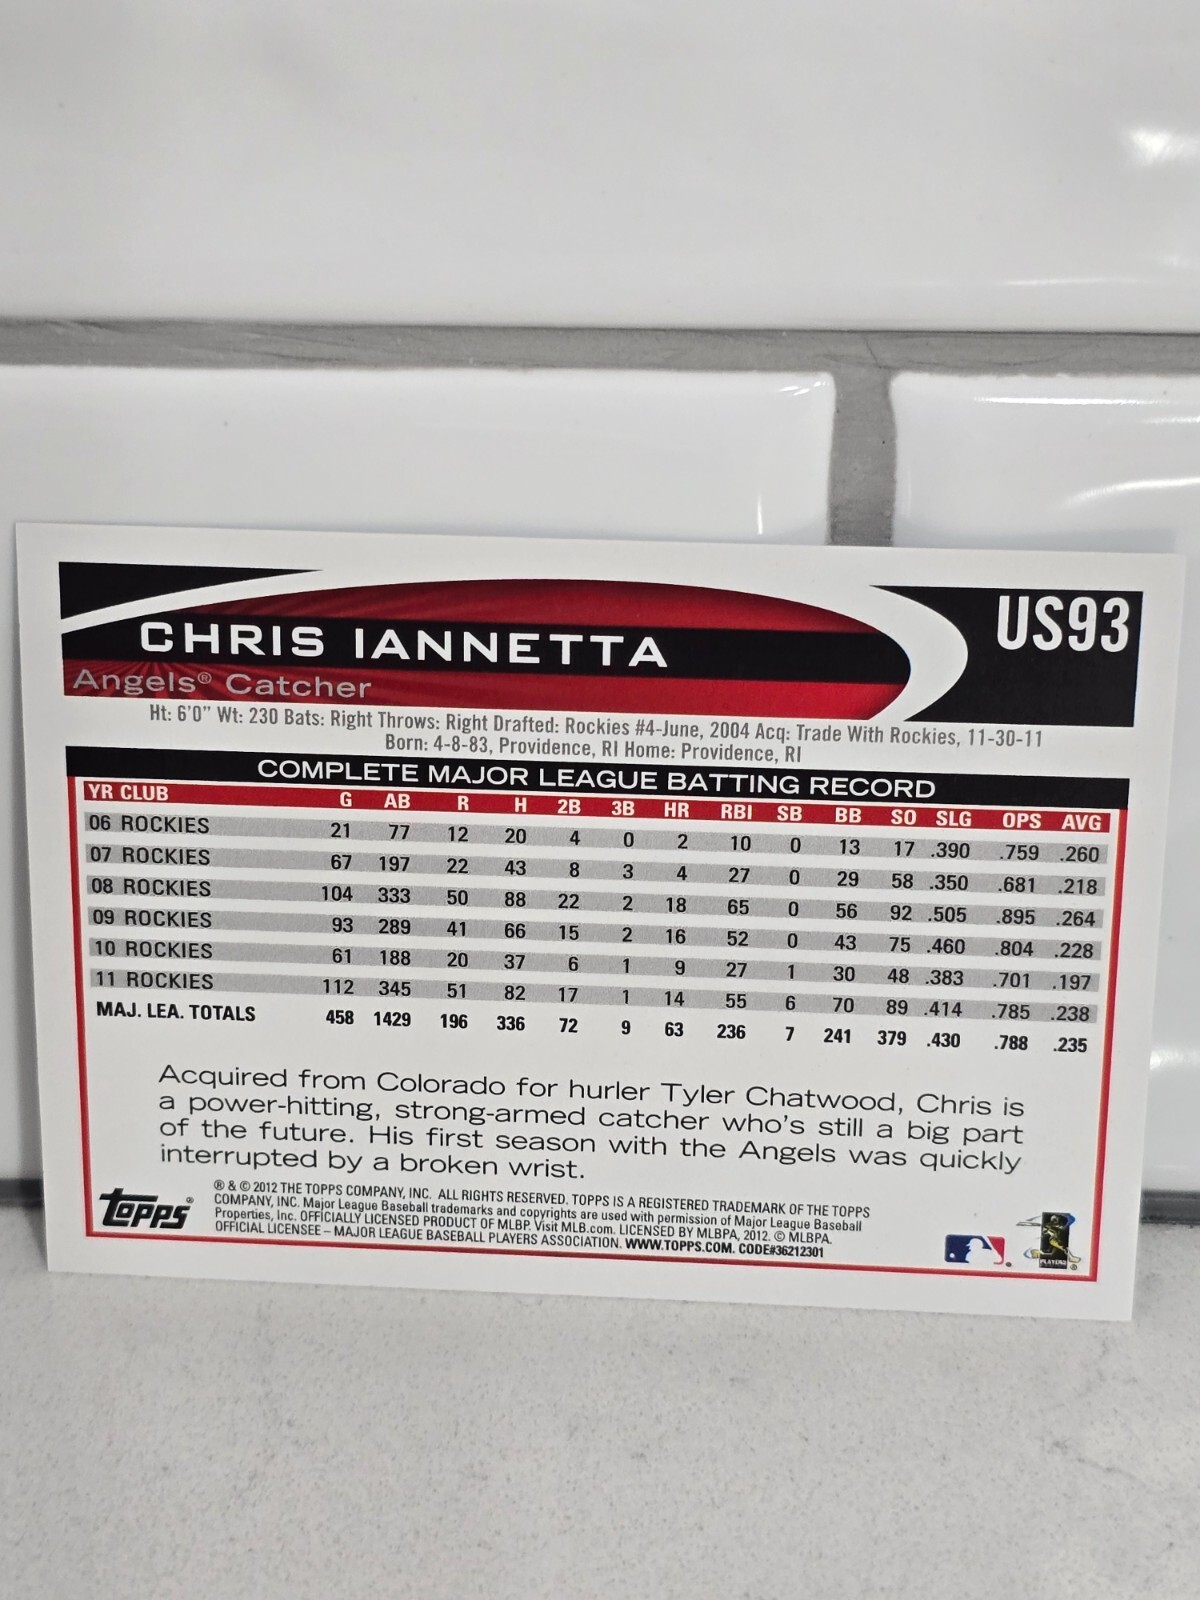 CHRIS IANNETTA
US93
Angels® Catcher
Ht: 6'0" Wt: 230 Bats: Right Throws: Right Drafted: Rockies #4-June, 2004 Acq: Trade With Rockies, 11-30-11
Born: 4-8-83, Providence, RI Home: Providence, RI
COMPLETE MAJOR LEAGUE BATTING RECORD
YR CLUB G AB R H 2B 3B HR RBI SB BB SO SLG OPS AVG
06 ROCKIES 21 77 12 20 4 0 2 10 0 13 17 .390 .759 .260
07 ROCKIES 67 197 22 43 8 3 4 27 0 29 58 .350 .681 .218
08 ROCKIES 104 333 50 88 22 2 18 65 0 56 92 .505 .895 .264
09 ROCKIES 93 289 41 66 15 2 16 52 0 43 75 .460 .804 .228
10 ROCKIES 61 188 20 37 6 1 9 27 1 30 48 .383 .701 .197
11 ROCKIES 112 345 51 82 17 1 14 55 6 70 89 .414 .785 .238
MAJ. LEA. TOTALS 458 1429 196 336 72 9 63 236 7 241 379 .430 .788 .235
Acquired from Colorado for hurler Tyler Chatwood, Chris is
a power-hitting, strong-armed catcher who's still a big part
of the future. His first season with the Angels was quickly
interrupted by a broken wrist.
Topps®
® & © 2012 THE TOPPS COMPANY, INC. ALL RIGHTS RESERVED. TOPPS IS A REGISTERED TRADEMARK OF THE TOPPS
COMPANY, INC. Major League Baseball trademarks and copyrights are used with permission of Major League Baseball
Properties, Inc. OFFICIALLY LICENSED PRODUCT OF MLBP. Visit MLB.com. LICENSED BY MLBPA, 2012. © MLBPA.
OFFICIAL LICENSEE – MAJOR LEAGUE BASEBALL PLAYERS ASSOCIATION. WWW.TOPPS.COM. CODE#36212301
PLAYERS